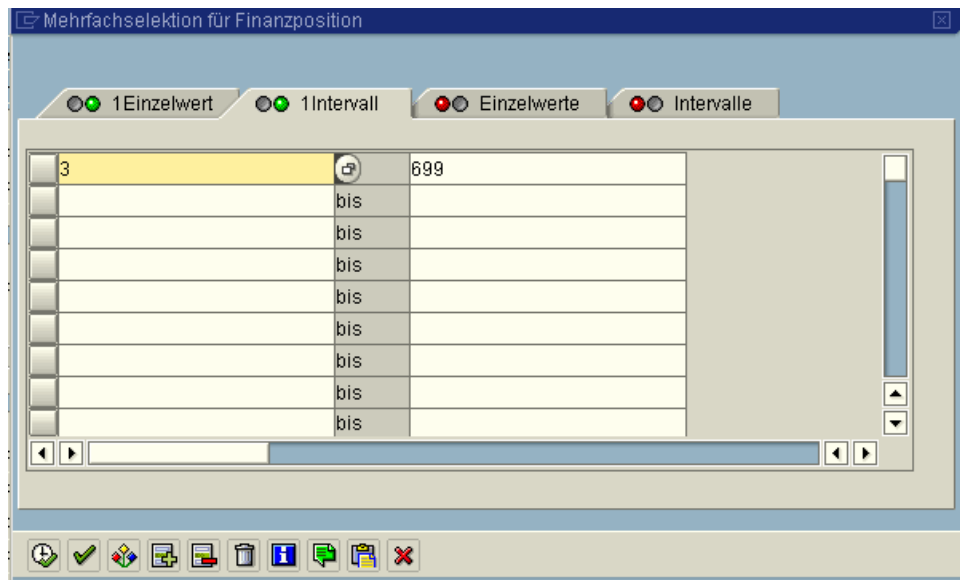 Mehrfachselektion für Finanzposition
1Einzelwert 1Intervall Einzelwerte Intervalle
3 699
bis
bis
bis
bis
bis
bis
bis
bis